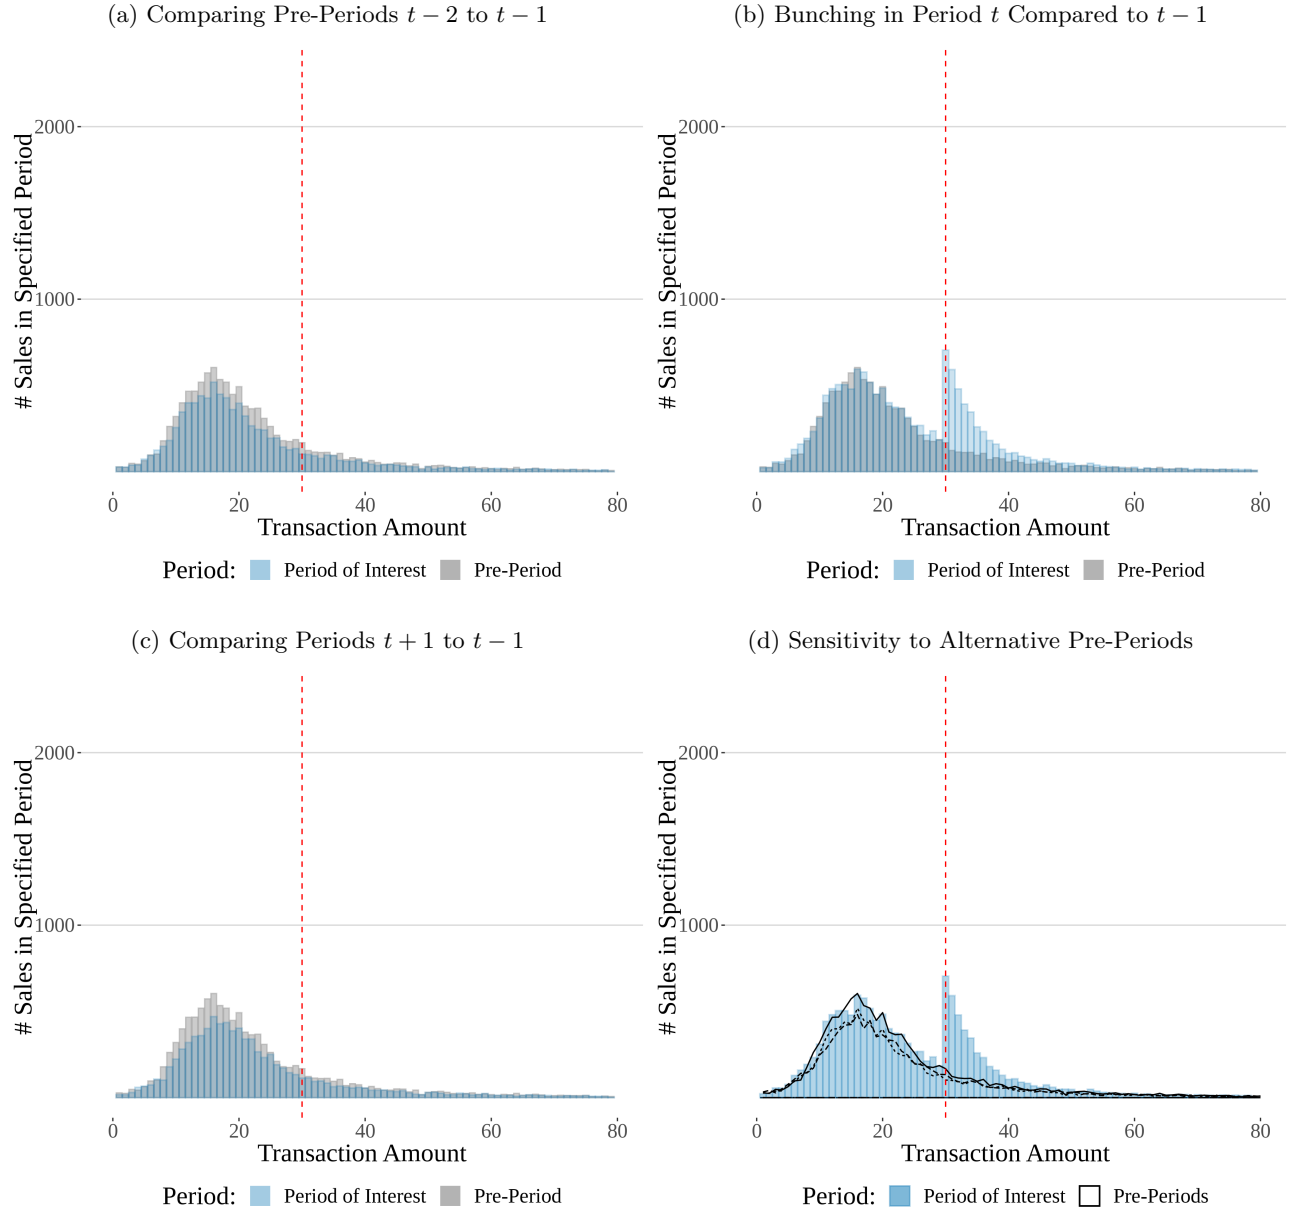 (a) Comparing Pre-Periods t − 2 to t − 1
# Sales in Specified Period
2000
1000
0 20 40 60 80
Transaction Amount
Period: Period of Interest Pre-Period
(b) Bunching in Period t Compared to t − 1
# Sales in Specified Period
2000
1000
0 20 40 60 80
Transaction Amount
Period: Period of Interest Pre-Period
(c) Comparing Periods t + 1 to t − 1
# Sales in Specified Period
2000
1000
0 20 40 60 80
Transaction Amount
Period: Period of Interest Pre-Period
(d) Sensitivity to Alternative Pre-Periods
# Sales in Specified Period
2000
1000
0 20 40 60 80
Transaction Amount
Period: Period of Interest Pre-Periods